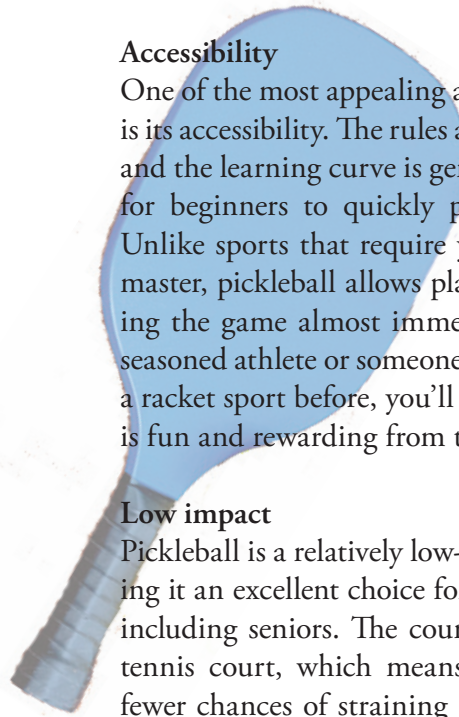 Accessibility
One of the most appealing a
is its accessibility. The rules a
and the learning curve is ge
for beginners to quickly p
Unlike sports that require
master, pickleball allows pla
ing the game almost imme
seasoned athlete or someone
a racket sport before, you'll
is fun and rewarding from t
Low impact
Pickleball is a relatively low-
ing it an excellent choice fo
including seniors. The cour
tennis court, which means
fewer chances of straining